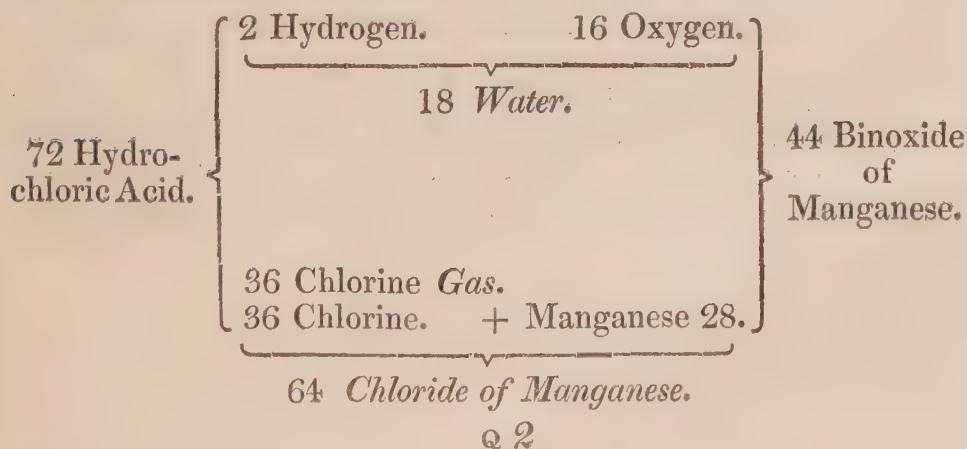 2 Hydrogen. 16 Oxygen.
18 Water.
72 Hydro-
chloric Acid.
44 Binoxide
of
Manganese.
36 Chlorine Gas.
36 Chlorine. + Manganese 28.
64 Chloride of Manganese.
Q 2